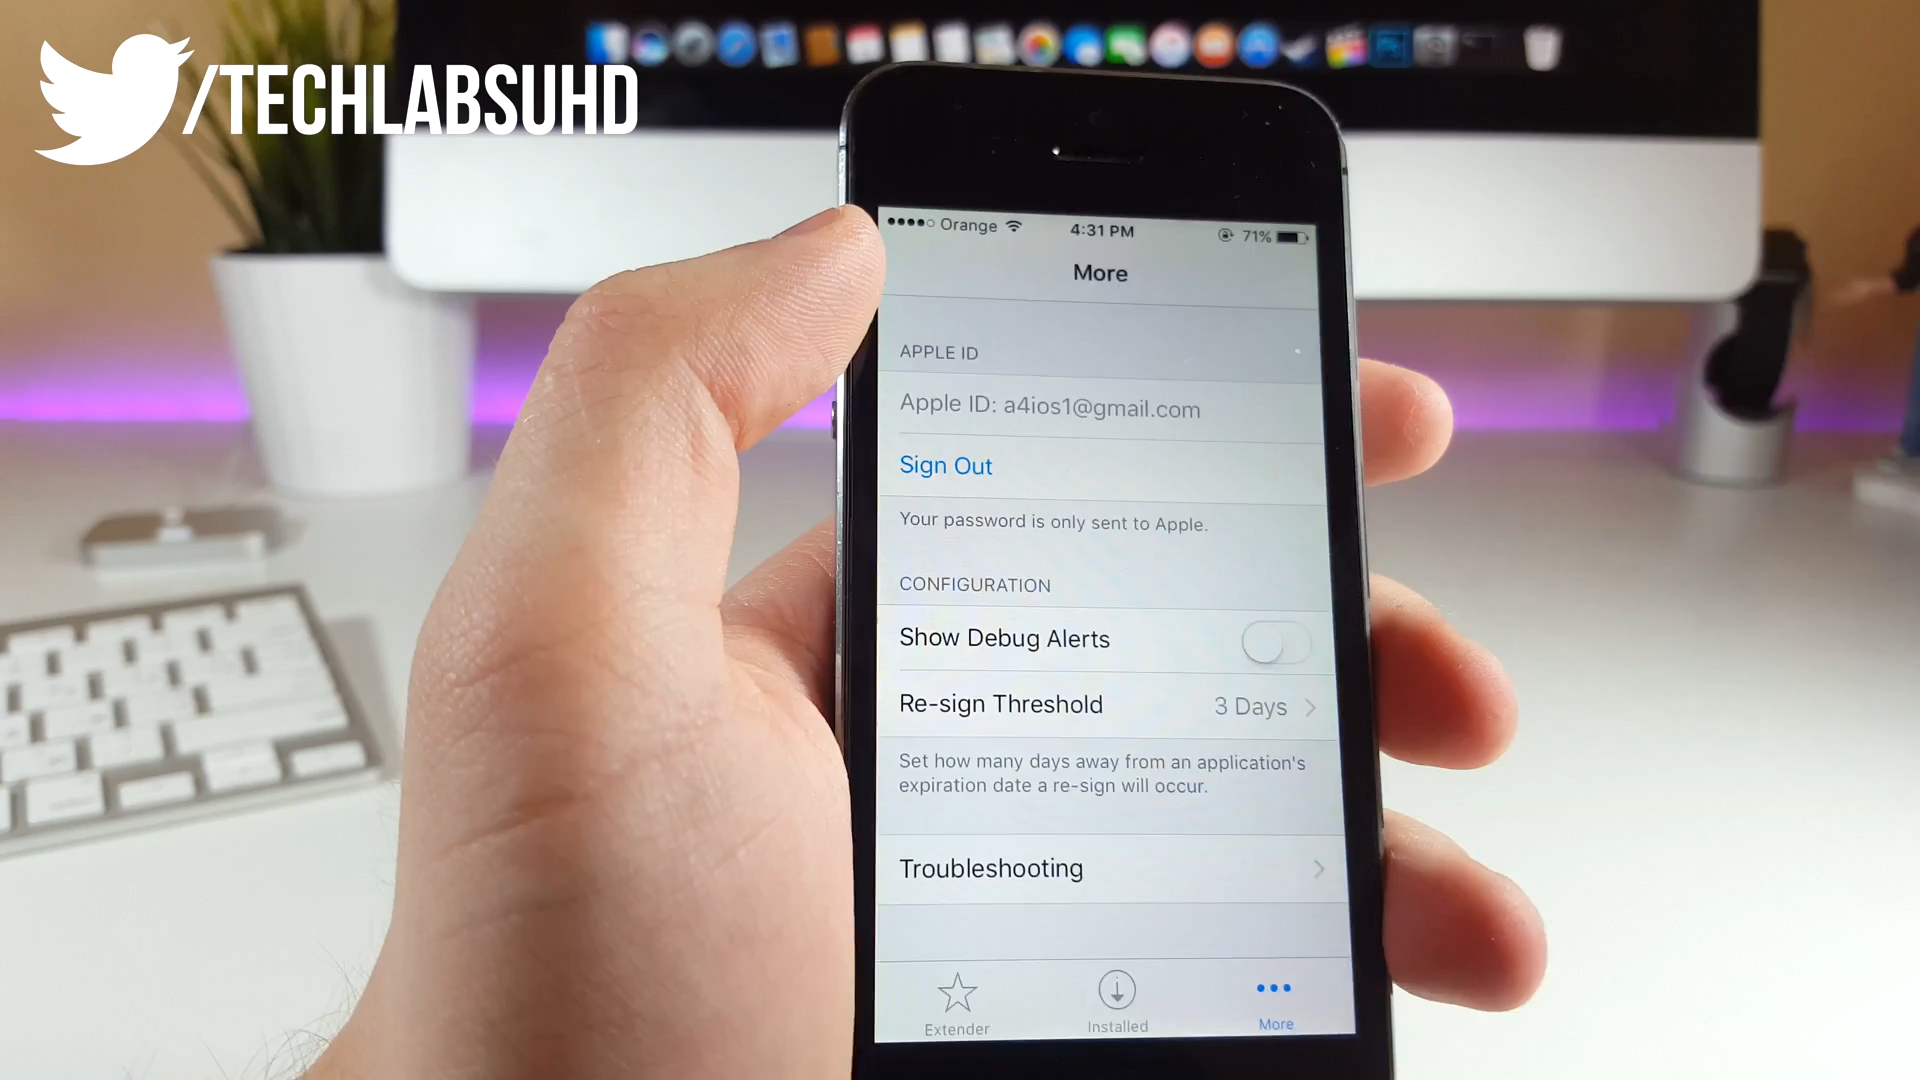 /TECHLABSUHD
Orange 4:31 PM 71%
More
APPLE ID
Apple ID: a4ios1@gmail.com
Sign Out
Your password is only sent to Apple.
CONFIGURATION
Show Debug Alerts
Re-sign Threshold 3 Days
Set how many days away from an application's
expiration date a re-sign will occur.
Troubleshooting
Extender Installed More